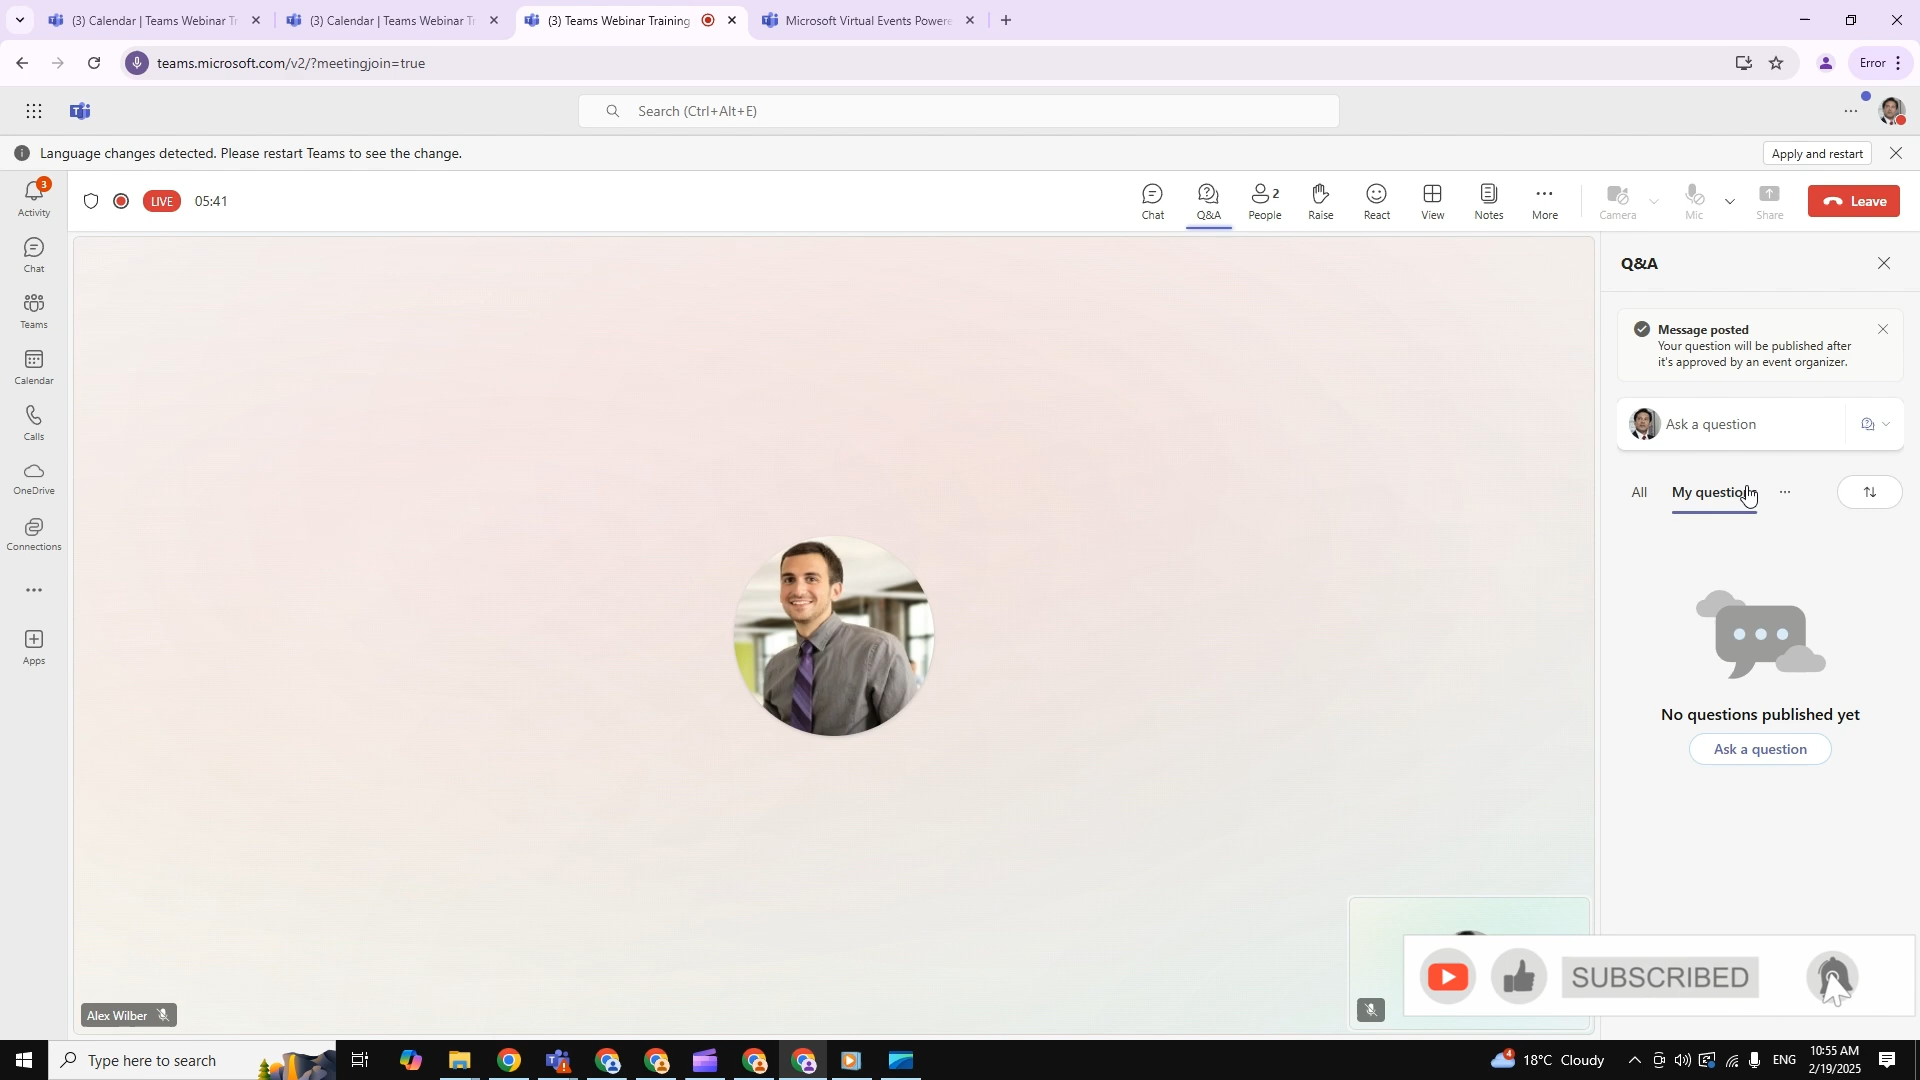 (3) Calendar | Teams Webinar Tr
(3) Calendar | Teams Webinar Tr
(3) Teams Webinar Training
Microsoft Virtual Events Powere
teams.microsoft.com/v2/?meetingjoin=true
Error
Search (Ctrl+Alt+E)
Language changes detected. Please restart Teams to see the change.
Apply and restart
3
Activity
Chat
Teams
Calendar
Calls
OneDrive
Connections
Apps
LIVE
05:41
Chat
Q&A
2
People
Raise
React
View
Notes
More
Camera
Mic
Share
Leave
Q&A
Message posted
Your question will be published after
it's approved by an event organizer.
Ask a question
All
My questions
No questions published yet
Ask a question
Alex Wilber
SUBSCRIBED
Type here to search
4
18°C Cloudy
ENG
10:55 AM
2/19/2025